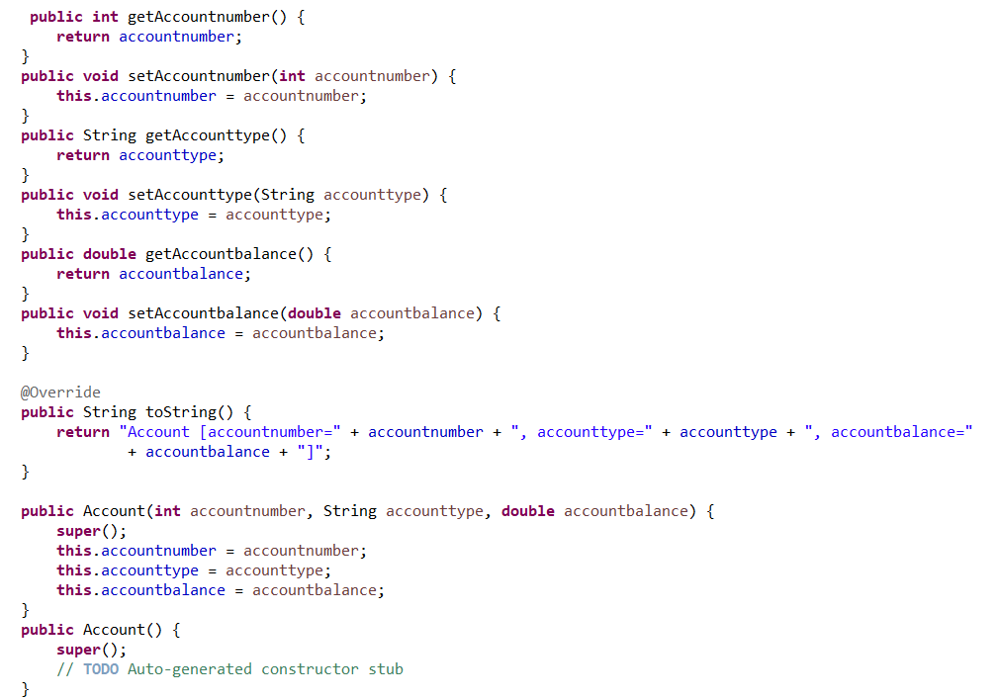 public int getAccountnumber() {
return accountnumber;
}
public void setAccountnumber(int accountnumber) {
this.accountnumber = accountnumber;
}
public String getAccounttype() {
return accounttype;
}
public void setAccounttype(String accounttype) {
this.accounttype = accounttype;
}
public double getAccountbalance() {
return accountbalance;
}
public void setAccountbalance(double accountbalance) {
this.accountbalance = accountbalance;
}
@Override
public String toString() {
return "Account [accountnumber=" + accountnumber + ", accounttype=" + accounttype + ", accountbalance="
+ accountbalance + "]";
}
public Account(int accountnumber, String accounttype, double accountbalance) {
super();
this.accountnumber = accountnumber;
this.accounttype = accounttype;
this.accountbalance = accountbalance;
}
public Account() {
super();
// TODO Auto-generated constructor stub
}